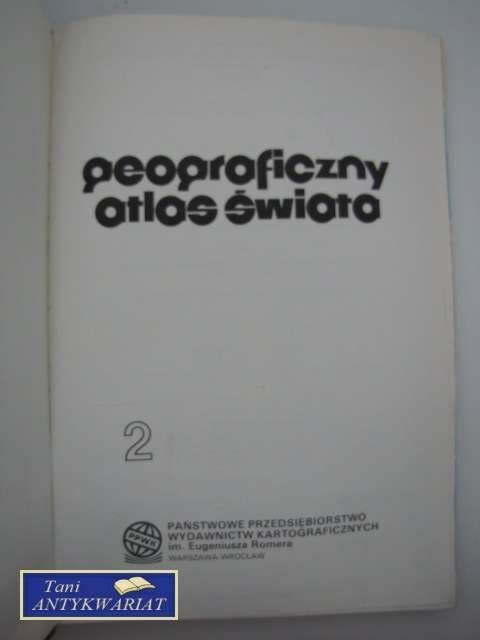 geograficzny
atlas świata
2
PPWK
PAŃSTWOWE PRZEDSIĘBIORSTWO
WYDAWNICTW KARTOGRAFICZNYCH
im. Eugeniusza Romera
WARSZAWA WROCŁAW
Tani
ANTYKWARIAT